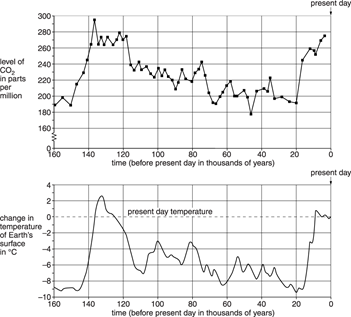 present day
level of
CO2
in parts
per
million
300
280
260
240
220
200
180
160
0
160 140 120 100 80 60 40 20 0
time (before present day in thousands of years)
present day
change in
temperature
of Earth's
surface
in °C
4
2
0
−2
−4
−6
−8
−10
present day temperature
160 140 120 100 80 60 40 20 0
time (before present day in thousands of years)